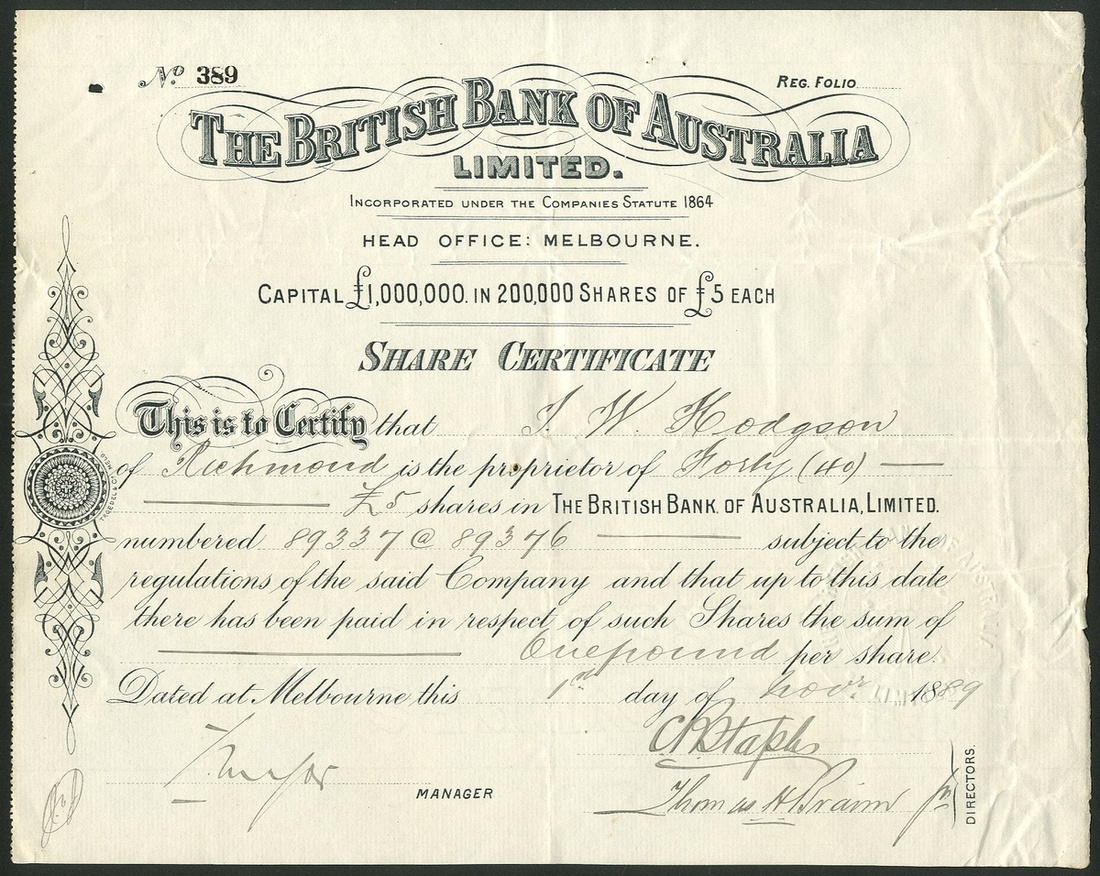 No. 389
REG. FOLIO
THE BRITISH BANK OF AUSTRALIA
LIMITED.
INCORPORATED UNDER THE COMPANIES STATUTE 1864
HEAD OFFICE: MELBOURNE.
CAPITAL £1,000,000. IN 200,000 SHARES OF £5 EACH
SHARE CERTIFICATE
This is to Certify that J. W. Hodgson
of Richmond is the proprietor of Forty (40)
£5 shares in THE BRITISH BANK OF AUSTRALIA, LIMITED.
numbered 89337 @ 89376 subject to the
regulations of the said Company and that up to this date
there has been paid in respect of such Shares the sum of
One pound per share.
Dated at Melbourne this 1st day of Novr 1889
MANAGER
Thomas H Braim
DIRECTORS.